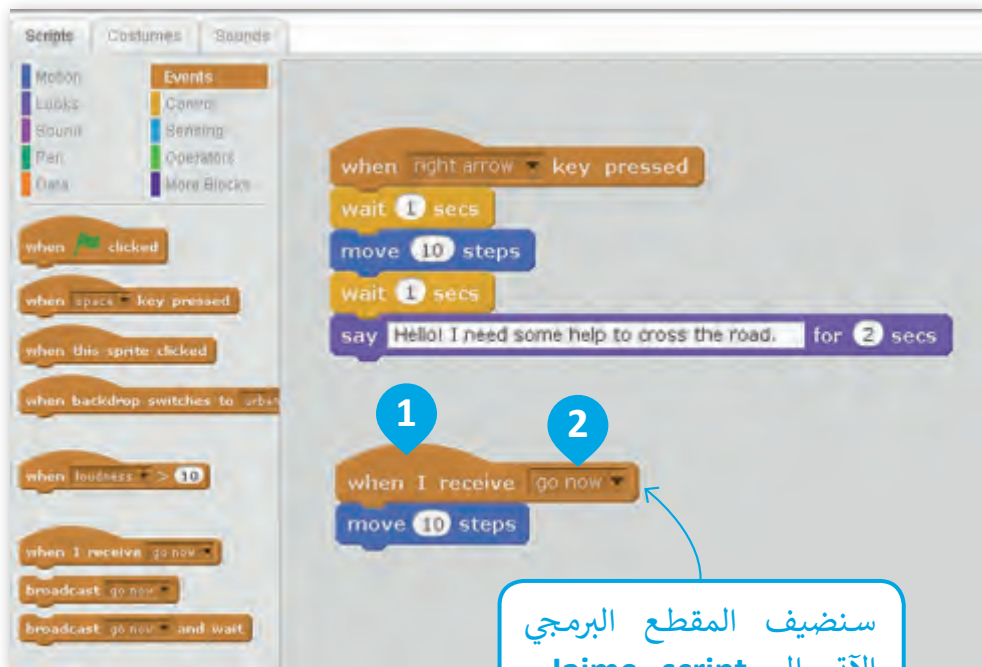 Scripts Costumes Sounds
Motion Events
Looks Control
Sound Sensing
Pen Operators
Data More Blocks
when clicked
when space key pressed
when this sprite clicked
when backdrop switches to
when loudness > 10
when I receive go now
broadcast go now
broadcast go now and wait
when right arrow key pressed
wait 1 secs
move 10 steps
wait 1 secs
say Hello! I need some help to cross the road. for 2 secs
1
2
when I receive go now
move 10 steps
سنضيف المقطع البرمجي